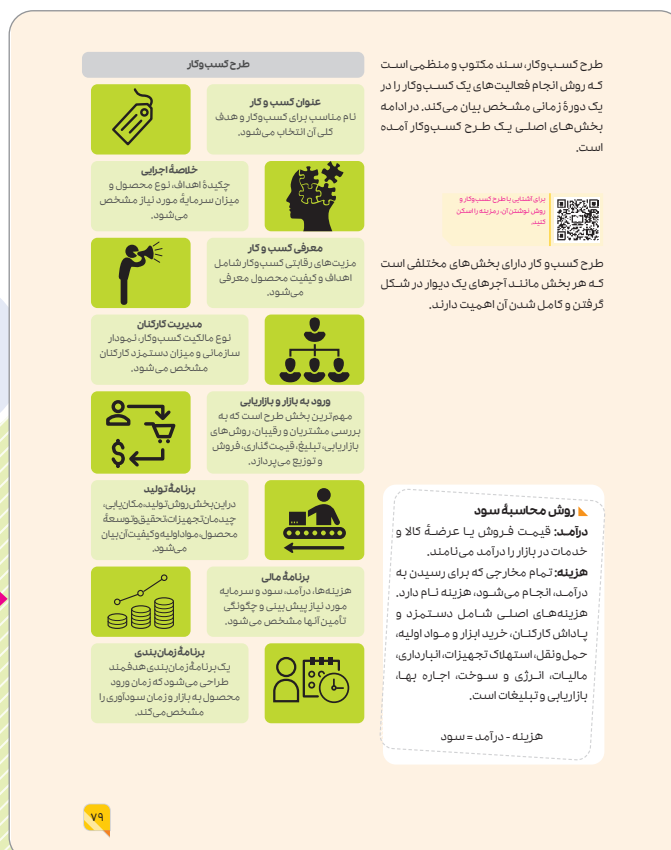 طرح کسب‌وکار، سند مکتوب و منظمی است
که روش انجام فعالیت‌های یک کسب‌وکار را در
یک دورهٔ زمانی مشخص بیان می‌کند. در ادامه
بخش‌های اصلی یک طرح کسب‌وکار آمده
است.
برای آشنایی با طرح کسب‌وکار و
روش نوشتن آن، رمزینه را اسکن
کنید.
طرح کسب‌و کار دارای بخش‌های مختلفی است
که هر بخش مانند آجرهای یک دیوار در شکل
گرفتن و کامل شدن آن اهمیت دارند.
روش محاسبهٔ سود
درآمد: قیمت فروش یا عرضهٔ کالا و
خدمات در بازار را درآمد می‌نامند.
هزینه: تمام مخارجی که برای رسیدن به
درآمد، انجام می‌شود، هزینه نام دارد.
هزینه‌های اصلی شامل دستمزد و
پاداش کارکنان، خرید ابزار و مواد اولیه،
حمل‌ونقل، استهلاک تجهیزات، انبارداری،
مالیات، انرژی و سوخت، اجاره بها،
بازاریابی و تبلیغات است.
هزینه - درآمد = سود
طرح کسب‌وکار
عنوان کسب و کار
نام مناسب برای کسب‌وکار و هدف
کلی آن انتخاب می‌شود.
خلاصهٔ اجرایی
چکیدهٔ اهداف، نوع محصول و
میزان سرمایهٔ مورد نیاز مشخص
می‌شود.
معرفی کسب و کار
مزیت‌های رقابتی کسب‌وکار شامل
اهداف و کیفیت محصول معرفی
می‌شود.
مدیریت کارکنان
نوع مالکیت کسب‌وکار، نمودار
سازمانی و میزان دستمزد کارکنان
مشخص می‌شود.
ورود به بازار و بازاریابی
مهم‌ترین بخش طرح است که به
بررسی مشتریان و رقیبان، روش‌های
بازاریابی، تبلیغ، قیمت‌گذاری، فروش
و توزیع می‌پردازد.
برنامهٔ تولید
در این بخش روش تولید، مکان‌یابی،
چیدمان تجهیزات، تحقیق و توسعهٔ
محصول، مواد اولیه و کیفیت آن بیان
می‌شود.
برنامهٔ مالی
هزینه‌ها، درآمد، سود و سرمایه
مورد نیاز پیش‌بینی و چگونگی
تأمین آنها مشخص می‌شود.
برنامهٔ زمان‌بندی
یک برنامهٔ زمان‌بندی هدفمند
طراحی می‌شود که زمان ورود
محصول به بازار و زمان سودآوری را
مشخص می‌کند.
۷۹